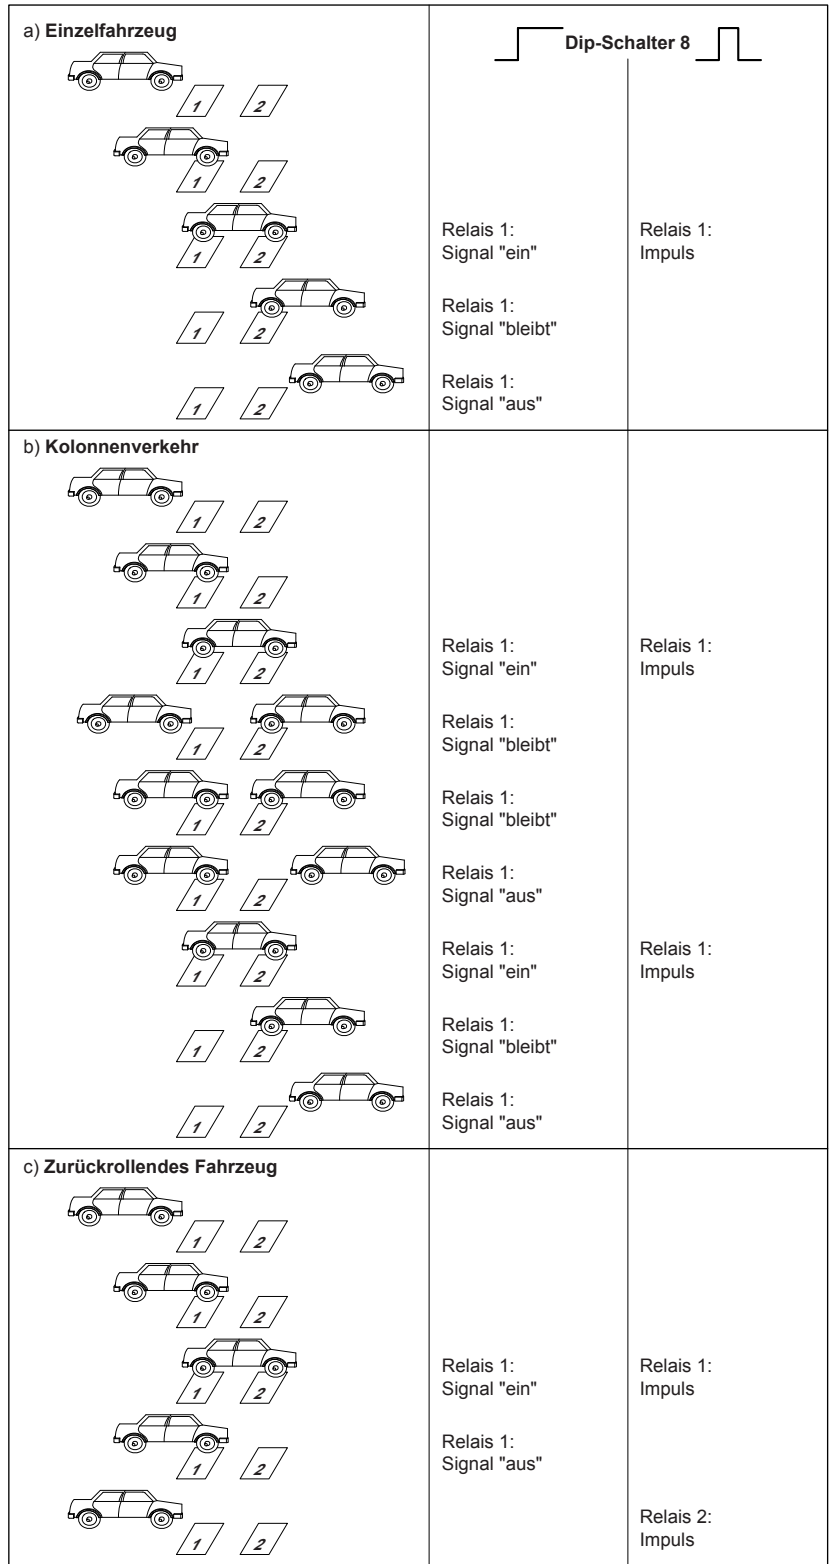 a) Einzelfahrzeug
Dip-Schalter 8
1 2
1 2
1 2
Relais 1:
Signal "ein"
Relais 1:
Impuls
1 2
Relais 1:
Signal "bleibt"
1 2
Relais 1:
Signal "aus"
b) Kolonnenverkehr
1 2
1 2
1 2
Relais 1:
Signal "ein"
Relais 1:
Impuls
1 2
Relais 1:
Signal "bleibt"
1 2
Relais 1:
Signal "bleibt"
1 2
Relais 1:
Signal "aus"
1 2
Relais 1:
Signal "ein"
Relais 1:
Impuls
1 2
Relais 1:
Signal "bleibt"
1 2
Relais 1:
Signal "aus"
c) Zurückrollendes Fahrzeug
1 2
1 2
1 2
Relais 1:
Signal "ein"
Relais 1:
Impuls
1 2
Relais 1:
Signal "aus"
1 2
Relais 2:
Impuls